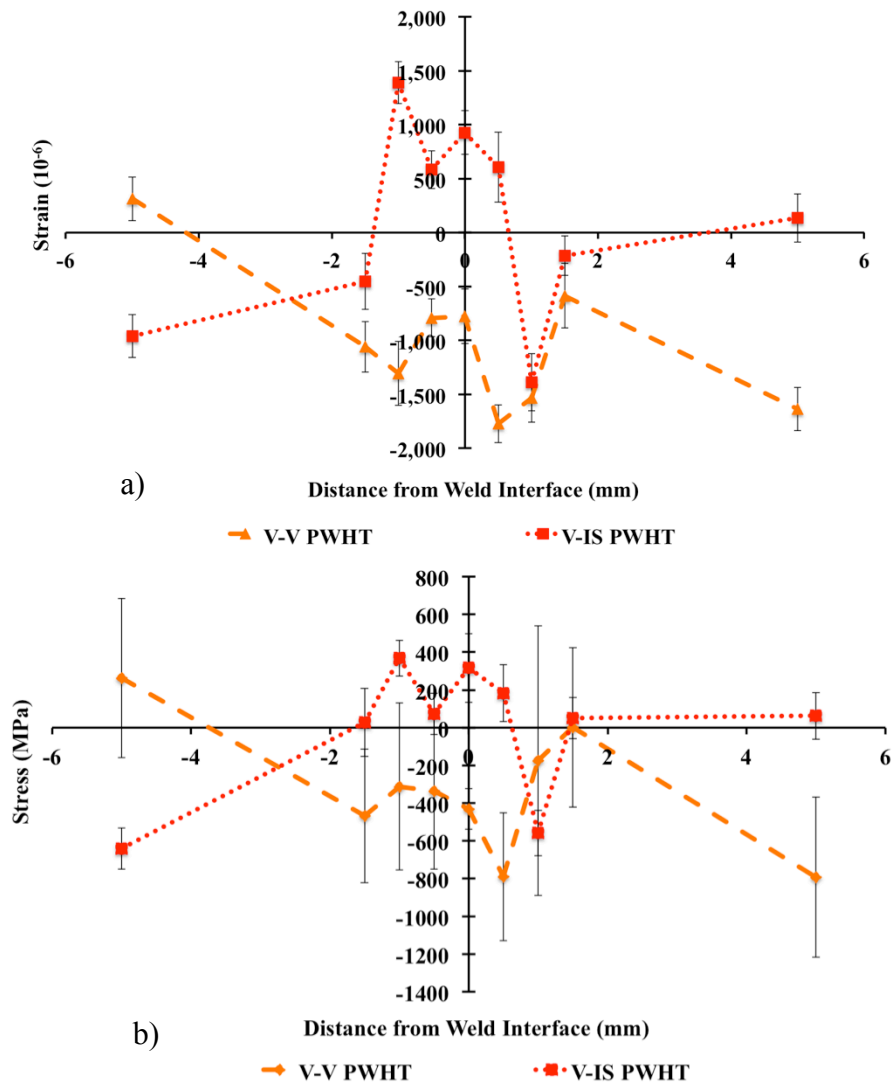 2,000
1,500
1,000
500
0
-500
-1,000
-1,500
-2,000
Strain (10-6)
-6 -4 -2 0 2 4 6
a)
Distance from Weld Interface (mm)
V-V PWHT V-IS PWHT
800
600
400
200
0
-200
-400
-600
-800
-1000
-1200
-1400
Stress (MPa)
-6 -4 -2 0 2 4 6
b)
Distance from Weld Interface (mm)
V-V PWHT V-IS PWHT